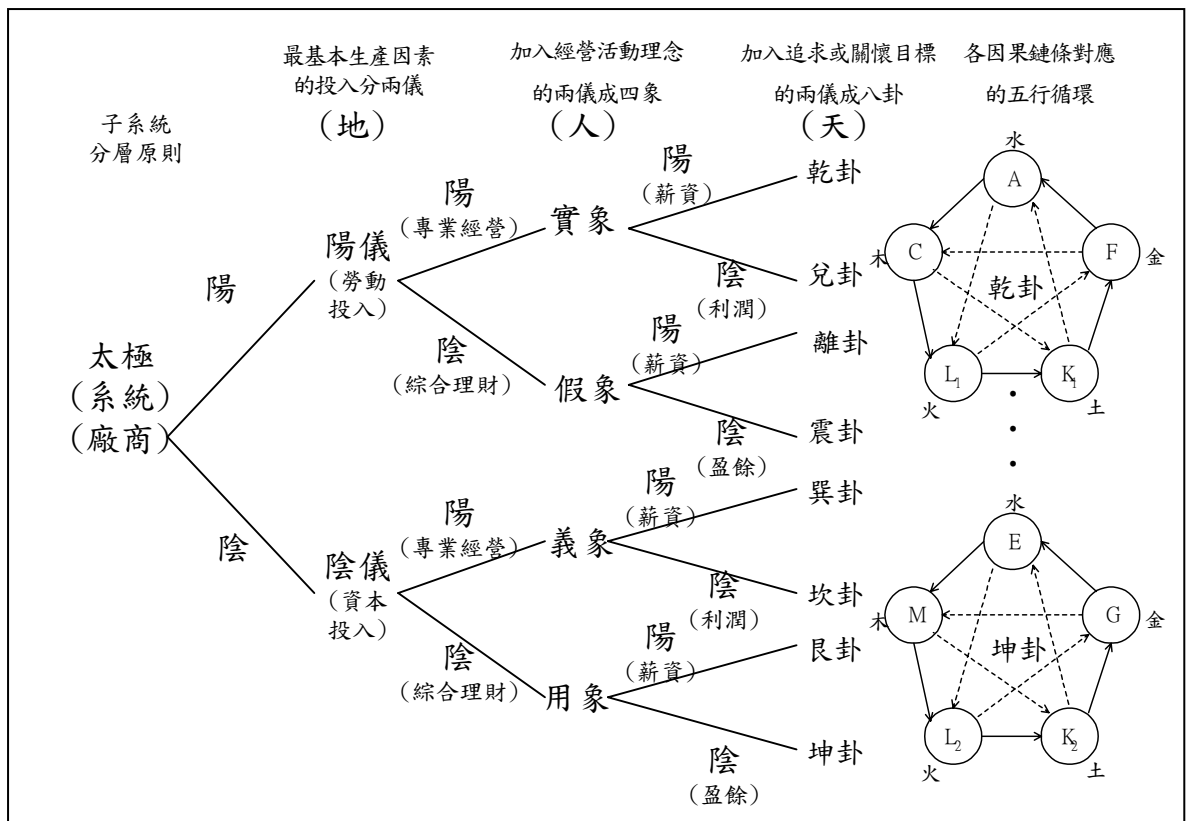 子系統
分層原則
最基本生產因素
的投入分兩儀
（地）
加入經營活動理念
的兩儀成四象
（人）
加入追求或關懷目標
的兩儀成八卦
（天）
各因果鏈條對應
的五行循環
太極
（系統）
（廠商）
陽
陰
陽儀
（勞動
投入）
陰儀
（資本
投入）
陽
（專業經營）
陰
（綜合理財）
陽
（專業經營）
陰
（綜合理財）
實象
假象
義象
用象
陽
（薪資）
陰
（利潤）
陽
（薪資）
陰
（盈餘）
陽
（薪資）
陰
（利潤）
陽
（薪資）
陰
（盈餘）
乾卦
兌卦
離卦
震卦
巽卦
坎卦
艮卦
坤卦
水
A
木
C
F
金
乾卦
L1
K1
火
土
水
E
木
M
G
金
坤卦
L2
K2
火
土